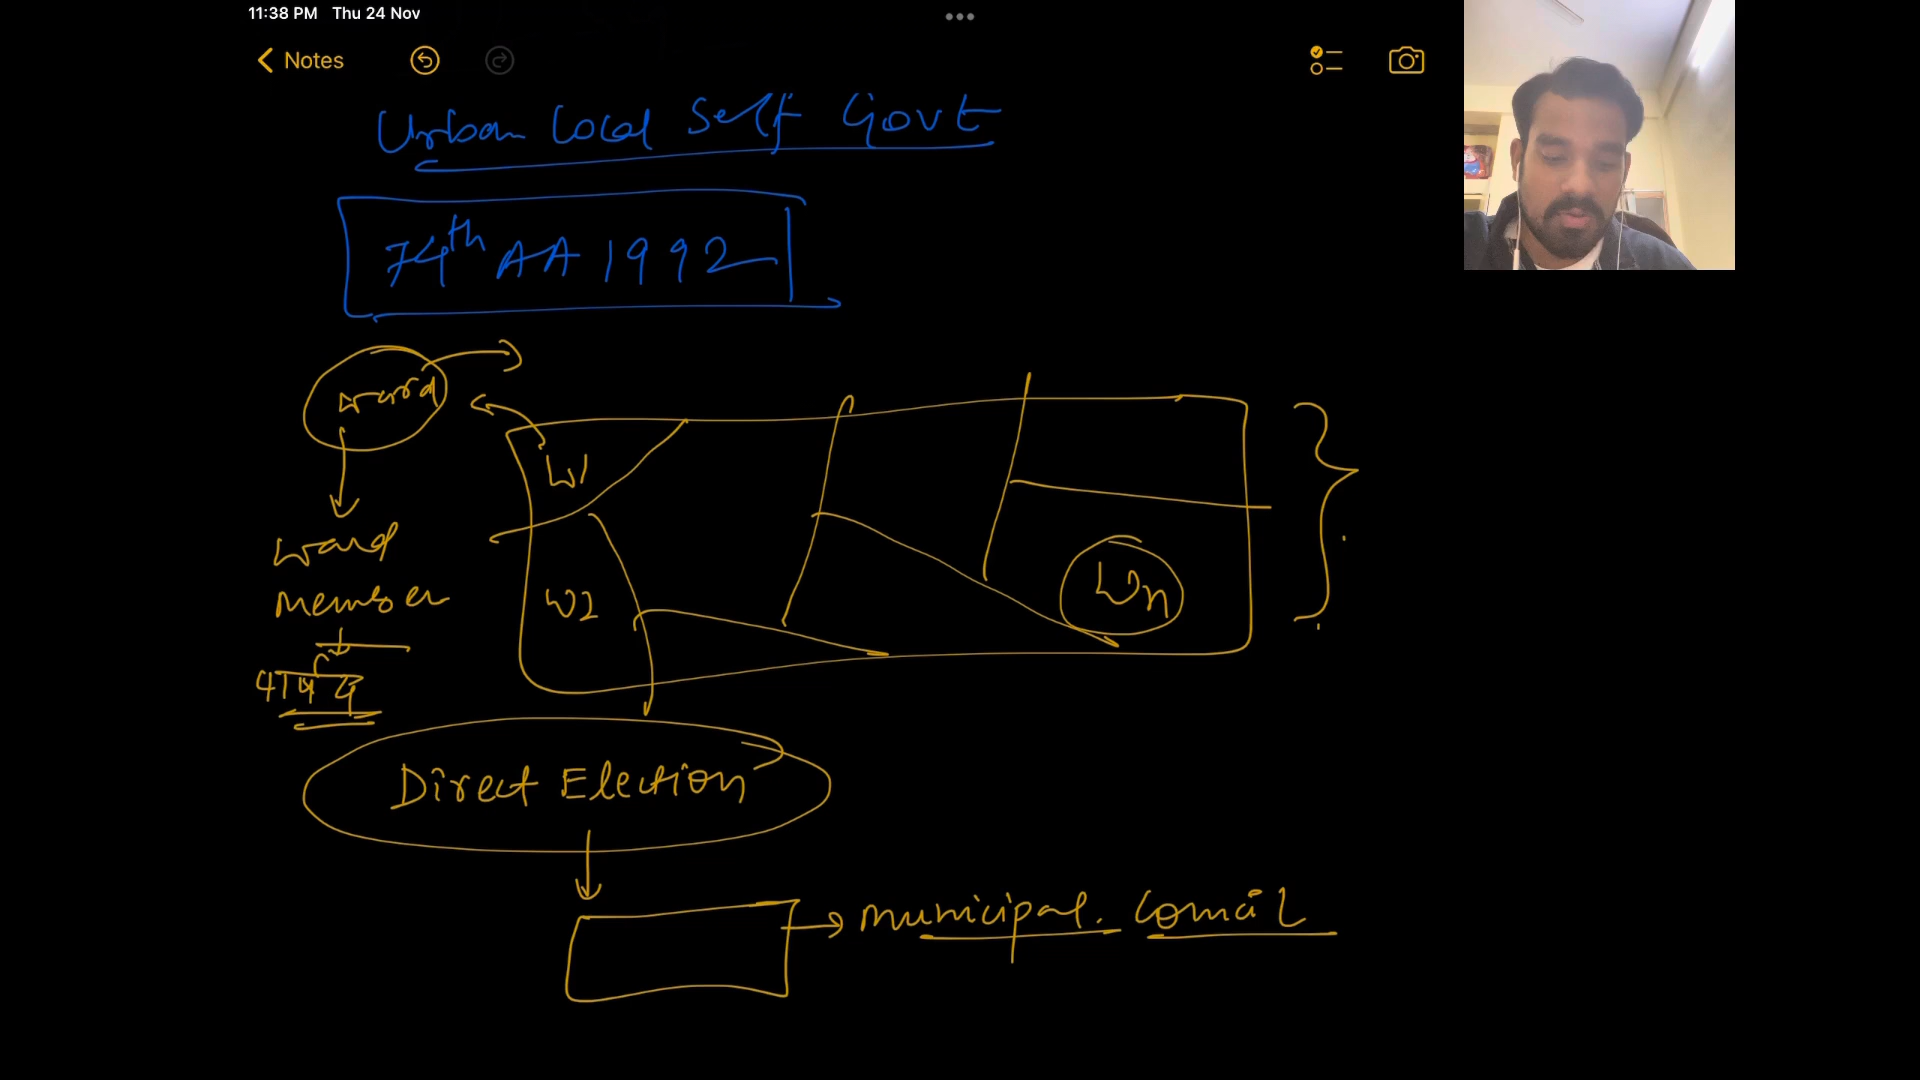 11:38 PM Thu 24 Nov
Notes
Urban Local Self Govt
74th AA 1992
ward
W1
Ward
Member
W2
Wn
Direct Election
Municipal. Council